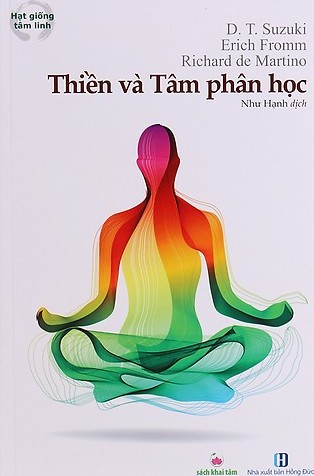 Hạt giống
tâm linh
D. T. Suzuki
Erich Fromm
Richard de Martino
Thiền và Tâm phân học
Như Hạnh dịch
sách khai tâm
H
Nhà xuất bản Hồng Đức